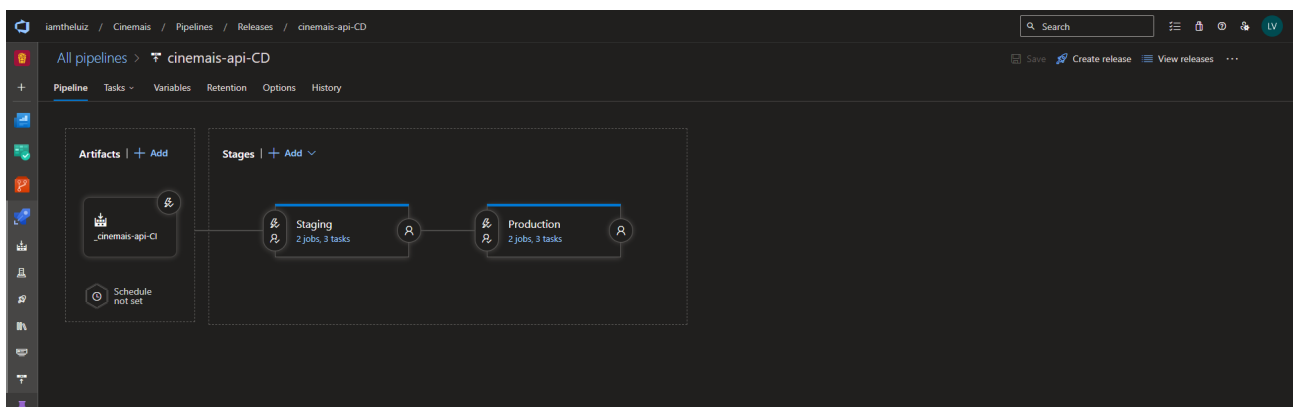 iamtheluiz / Cinemais / Pipelines / Releases / cinemais-api-CD
Search
LV
All pipelines > cinemais-api-CD
Save Create release View releases ...
Pipeline Tasks Variables Retention Options History
Artifacts | + Add
Stages | + Add
_cinemais-api-CI
Schedule
not set
Staging
2 jobs, 3 tasks
Production
2 jobs, 3 tasks